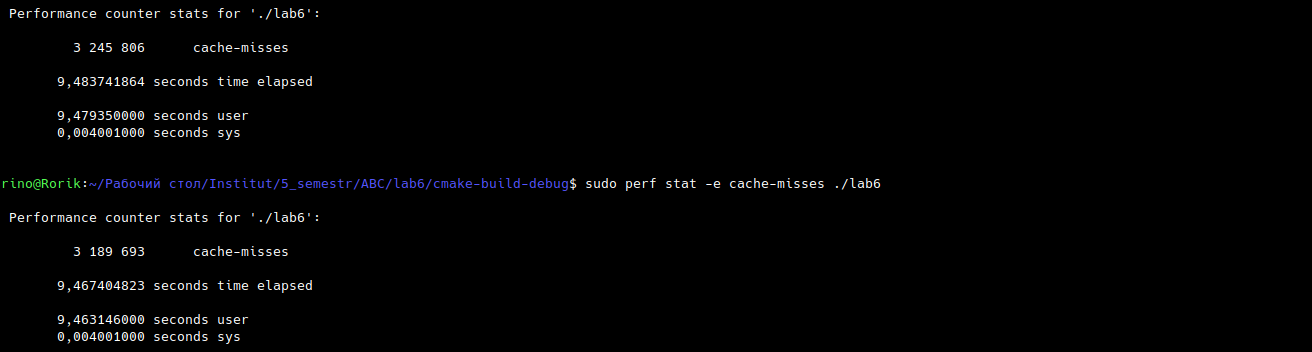 Performance counter stats for './lab6':
3 245 806 cache-misses
9,483741864 seconds time elapsed
9,479350000 seconds user
0,004001000 seconds sys
rino@Rorik:~/Рабочий стол/Institut/5_semestr/ABC/lab6/cmake-build-debug$ sudo perf stat -e cache-misses ./lab6
Performance counter stats for './lab6':
3 189 693 cache-misses
9,467404823 seconds time elapsed
9,463146000 seconds user
0,004001000 seconds sys